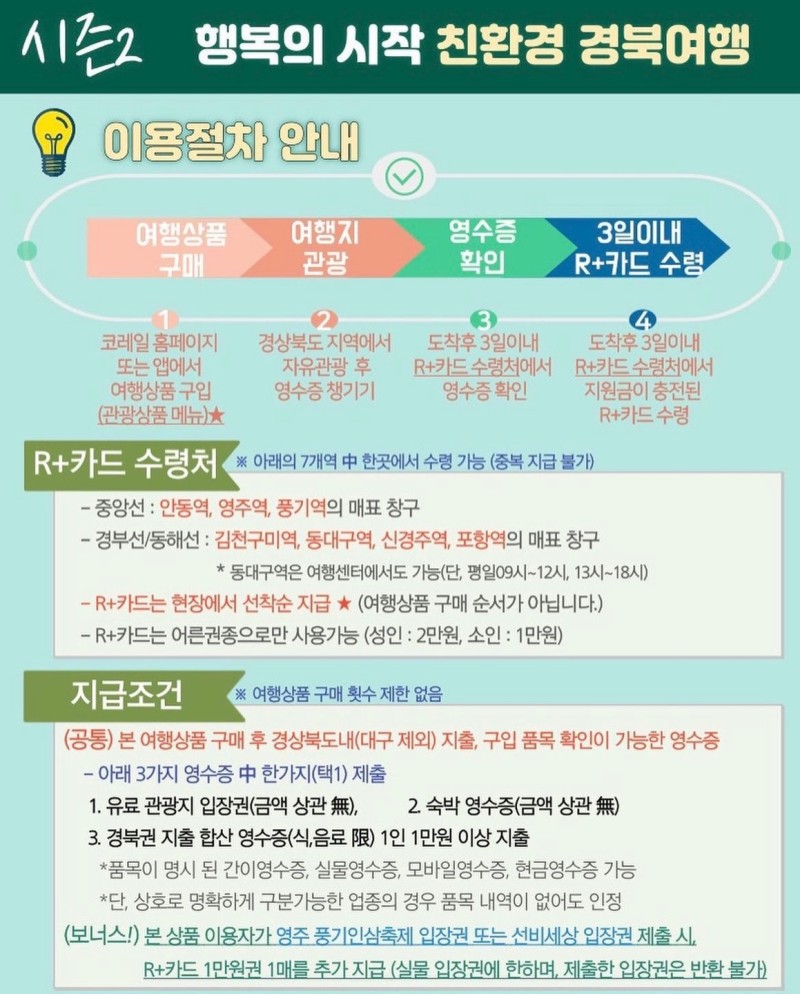 시즌2 행복의 시작 친환경 경북여행
이용절차 안내
여행상품
구매
여행지
관광
영수증
확인
3일이내
R+카드 수령
1
코레일 홈페이지
또는 앱에서
여행상품 구입
(관광상품 메뉴)★
2
경상북도 지역에서
자유관광 후
영수증 챙기기
3
도착후 3일이내
R+카드 수령처에서
영수증 확인
4
도착후 3일이내
R+카드 수령처에서
지원금이 충전된
R+카드 수령
R+카드 수령처 ※ 아래의 7개역 中 한곳에서 수령 가능 (중복 지급 불가)
– 중앙선 : 안동역, 영주역, 풍기역의 매표 창구
– 경부선/동해선 : 김천구미역, 동대구역, 신경주역, 포항역의 매표 창구
* 동대구역은 여행센터에서도 가능(단, 평일09시~12시, 13시~18시)
– R+카드는 현장에서 선착순 지급 ★ (여행상품 구매 순서가 아닙니다.)
– R+카드는 어른권종으로만 사용가능 (성인 : 2만원, 소인 : 1만원)
지급조건 ※ 여행상품 구매 횟수 제한 없음
(공통) 본 여행상품 구매 후 경상북도내(대구 제외) 지출, 구입 품목 확인이 가능한 영수증
– 아래 3가지 영수증 中 한가지(택1) 제출
1. 유료 관광지 입장권(금액 상관 無), 2. 숙박 영수증(금액 상관 無)
3. 경북권 지출 합산 영수증(식,음료 限) 1인 1만원 이상 지출
*품목이 명시 된 간이영수증, 실물영수증, 모바일영수증, 현금영수증 가능
*단, 상호로 명확하게 구분가능한 업종의 경우 품목 내역이 없어도 인정
(보너스!) 본 상품 이용자가 영주 풍기인삼축제 입장권 또는 선비세상 입장권 제출 시,
R+카드 1만원권 1매를 추가 지급 (실물 입장권에 한하며, 제출한 입장권은 반환 불가)